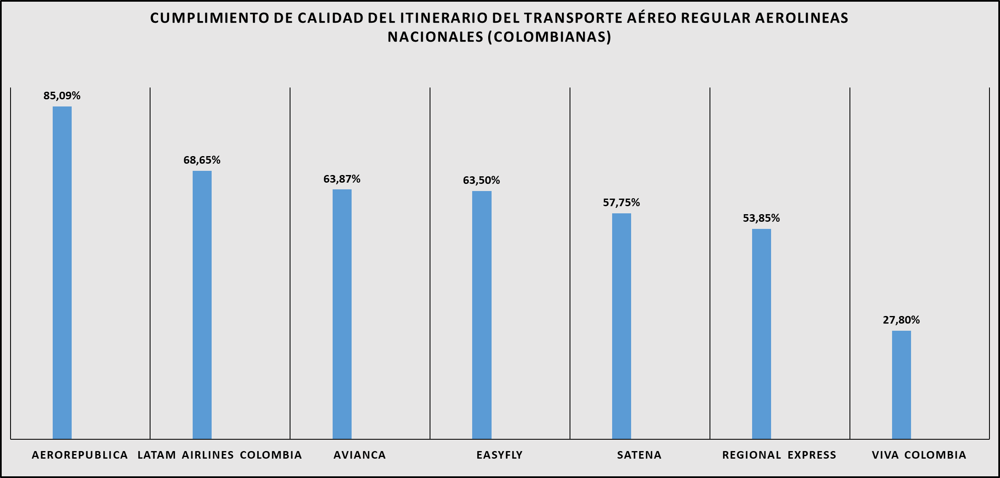 CUMPLIMIENTO DE CALIDAD DEL ITINERARIO DEL TRANSPORTE AÉREO REGULAR AEROLINEAS
NACIONALES (COLOMBIANAS)
85,09%
68,65%
63,87%
63,50%
57,75%
53,85%
27,80%
AEROREPUBLICA
LATAM AIRLINES COLOMBIA
AVIANCA
EASYFLY
SATENA
REGIONAL EXPRESS
VIVA COLOMBIA